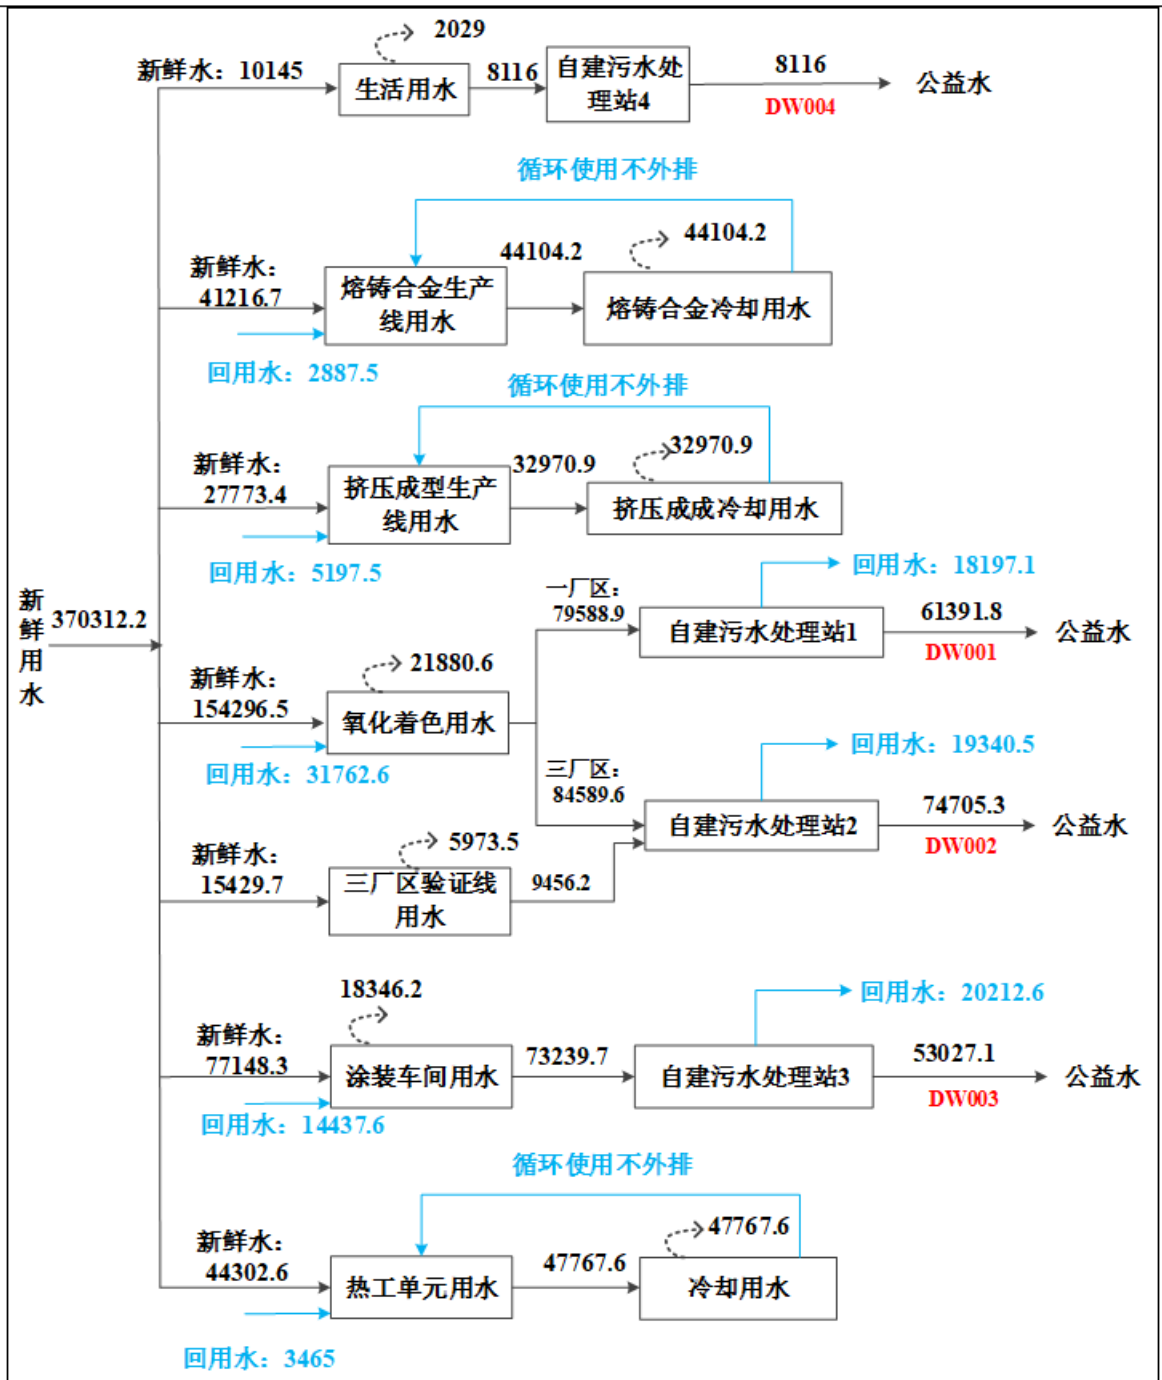 2029
新鲜水：10145
生活用水
8116
自建污水处
理站4
8116
DW004
公益水
循环使用不外排
新鲜水：
41216.7
熔铸合金生产
线用水
44104.2
44104.2
熔铸合金冷却用水
回用水：2887.5
循环使用不外排
新鲜水：
27773.4
挤压成型生产
线用水
32970.9
32970.9
挤压成成冷却用水
回用水：5197.5
新
鲜
用
水
370312.2
一厂区：
79588.9
回用水：18197.1
自建污水处理站1
61391.8
DW001
公益水
新鲜水：
154296.5
21880.6
氧化着色用水
回用水：31762.6
三厂区：
84589.6
回用水：19340.5
自建污水处理站2
74705.3
DW002
公益水
新鲜水：
15429.7
5973.5
三厂区验证线
用水
9456.2
18346.2
新鲜水：
77148.3
涂装车间用水
73239.7
回用水：20212.6
自建污水处理站3
53027.1
DW003
公益水
回用水：14437.6
循环使用不外排
新鲜水：
44302.6
热工单元用水
47767.6
47767.6
冷却用水
回用水：3465